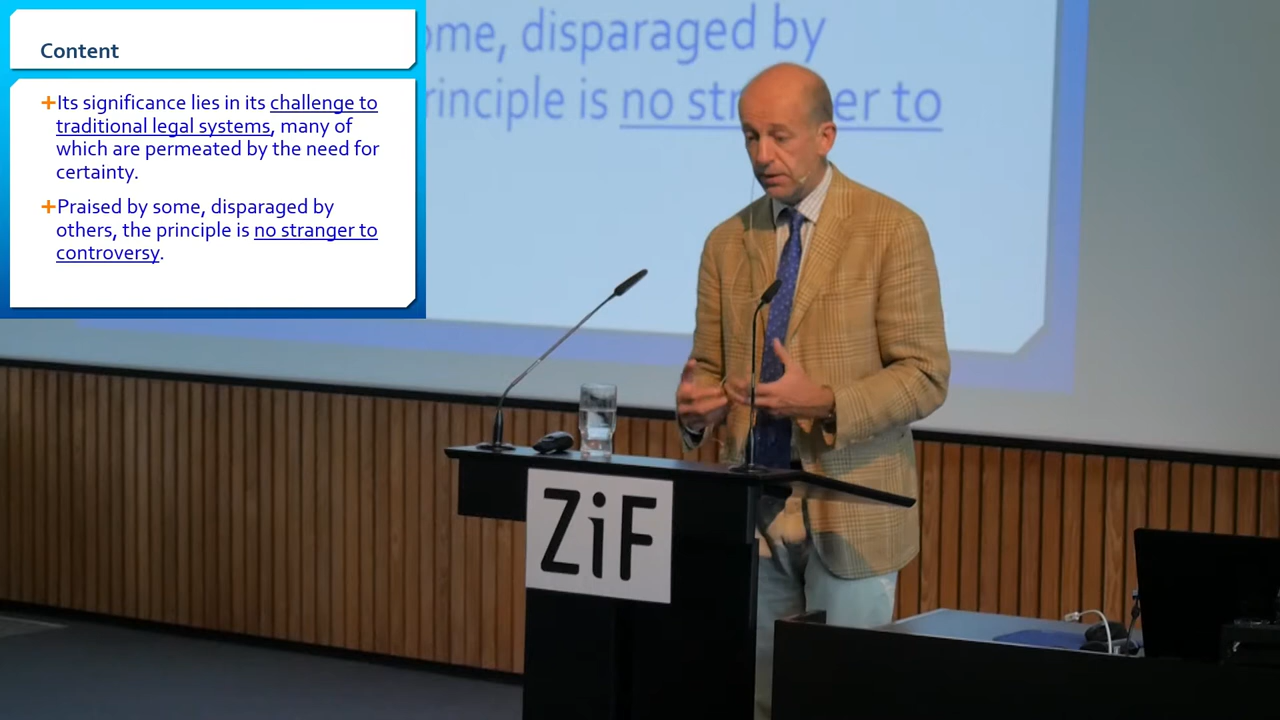 Content
+Its significance lies in its challenge to
traditional legal systems, many of
which are permeated by the need for
certainty.
+Praised by some, disparaged by
others, the principle is no stranger to
controversy.
ome, disparaged by
rinciple is no stranger to
ZiF